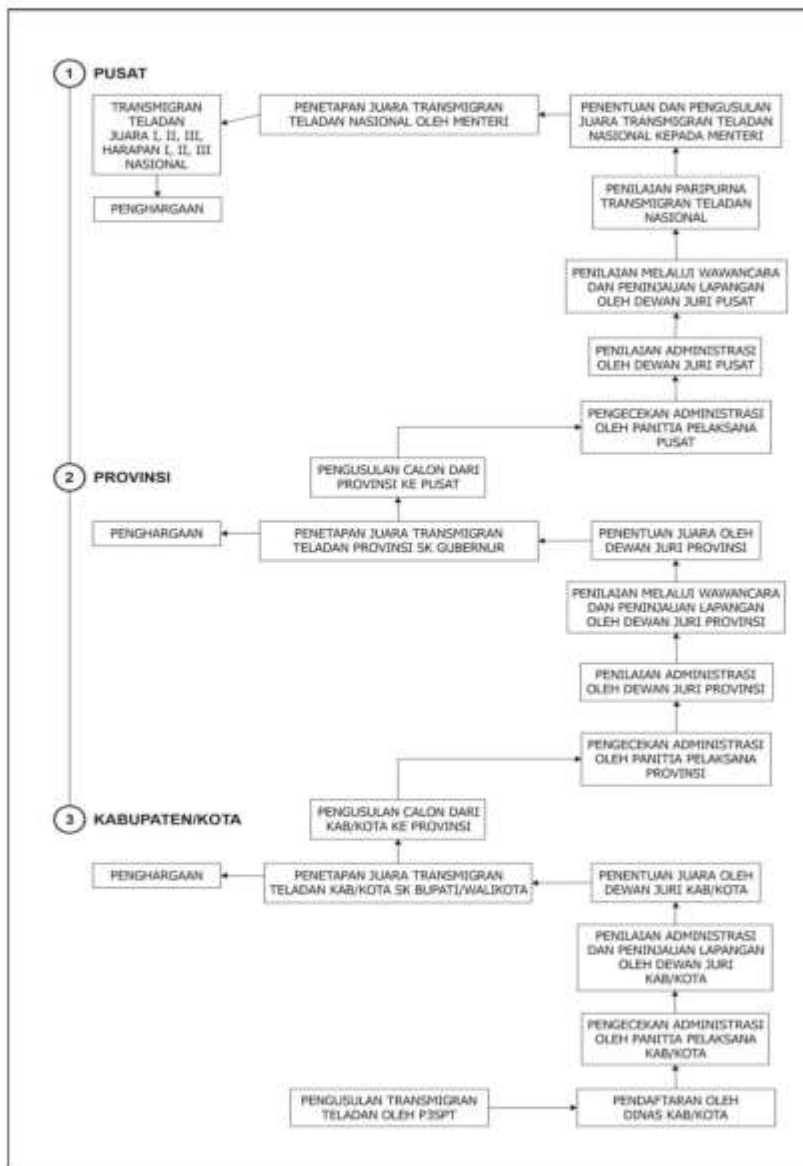 1 PUSAT
TRANSMIGRAN
TELADAN
JUARA I, II, III,
HARAPAN I, II, III
NASIONAL
PENETAPAN JUARA TRANSMIGRAN
TELADAN NASIONAL OLEH MENTERI
PENENTUAN DAN PENGUSULAN
JUARA TRANSMIGRAN TELADAN
NASIONAL KEPADA MENTERI
PENGHARGAAN
PENILAIAN PARIPURNA
TRANSMIGRAN TELADAN
NASIONAL
PENILAIAN MELALUI WAWANCARA
DAN PENINJAUAN LAPANGAN
OLEH DEWAN JURI PUSAT
PENILAIAN ADMINISTRASI
OLEH DEWAN JURI PUSAT
PENGECEKAN ADMINISTRASI
OLEH PANITIA PELAKSANA
PUSAT
2 PROVINSI
PENGUSULAN CALON DARI
PROVINSI KE PUSAT
PENGHARGAAN
PENETAPAN JUARA TRANSMIGRAN
TELADAN PROVINSI SK GUBERNUR
PENENTUAN JUARA OLEH
DEWAN JURI PROVINSI
PENILAIAN MELALUI WAWANCARA
DAN PENINJAUAN LAPANGAN
OLEH DEWAN JURI PROVINSI
PENILAIAN ADMINISTRASI
OLEH DEWAN JURI PROVINSI
PENGECEKAN ADMINISTRASI
OLEH PANITIA PELAKSANA
PROVINSI
3 KABUPATEN/KOTA
PENGUSULAN CALON DARI
KAB/KOTA KE PROVINSI
PENGHARGAAN
PENETAPAN JUARA TRANSMIGRAN
TELADAN KAB/KOTA SK BUPATI/WALIKOTA
PENENTUAN JUARA OLEH
DEWAN JURI KAB/KOTA
PENILAIAN ADMINISTRASI
DAN PENINJAUAN LAPANGAN
OLEH DEWAN JURI
KAB/KOTA
PENGECEKAN ADMINISTRASI
OLEH PANITIA PELAKSANA
KAB/KOTA
PENGUSULAN TRANSMIGRAN
TELADAN OLEH P3SPT
PENDAFTARAN OLEH
DINAS KAB/KOTA